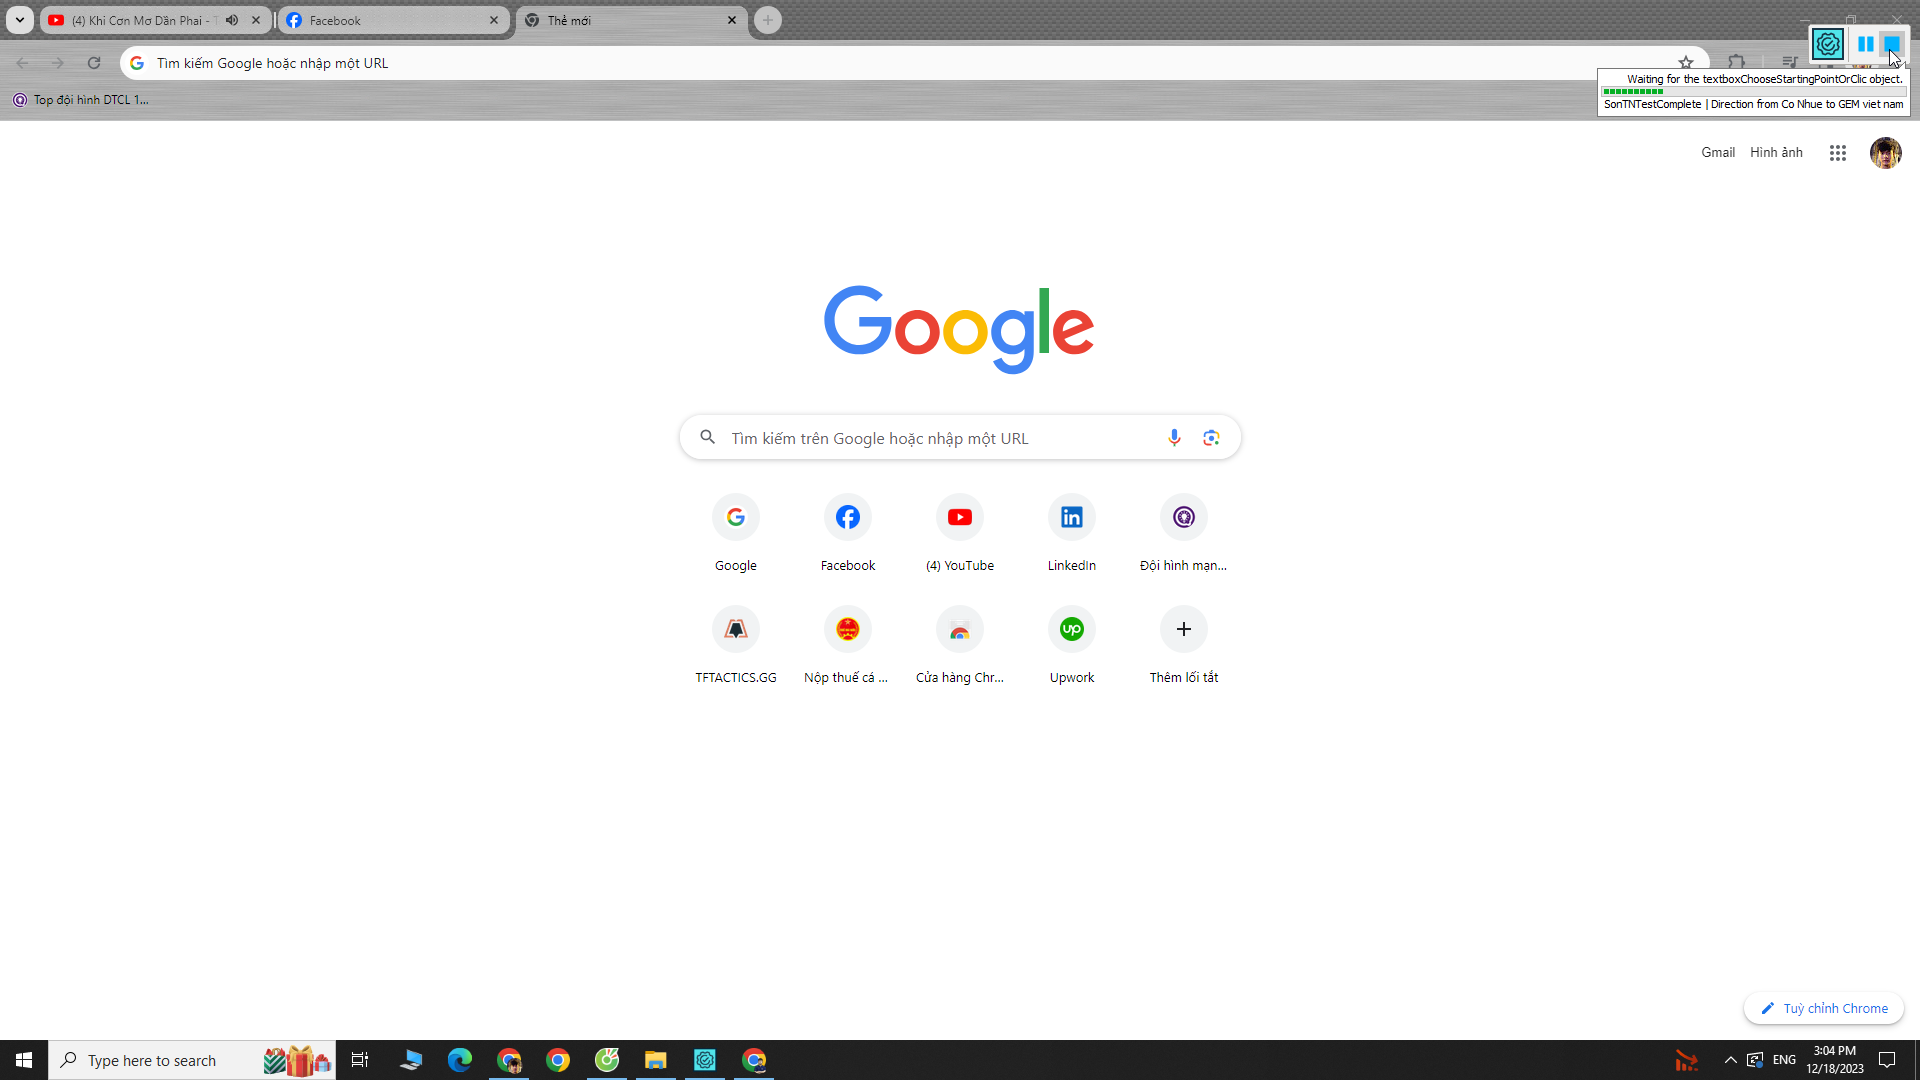 (4) Khi Cơn Mơ Dần Phai - T
Facebook
Thẻ mới
Tìm kiếm Google hoặc nhập một URL
Waiting for the textboxChooseStartingPointOrClic object.
SonTNTestComplete | Direction from Co Nhue to GEM viet nam
Top đội hình DTCL 1...
Gmail
Hình ảnh
Google
Tìm kiếm trên Google hoặc nhập một URL
Google
Facebook
(4) YouTube
LinkedIn
Đội hình mạn...
TFTACTICS.GG
Nộp thuế cá ...
Cửa hàng Chr...
Upwork
Thêm lối tắt
Tuỳ chỉnh Chrome
Type here to search
ENG
3:04 PM
12/18/2023